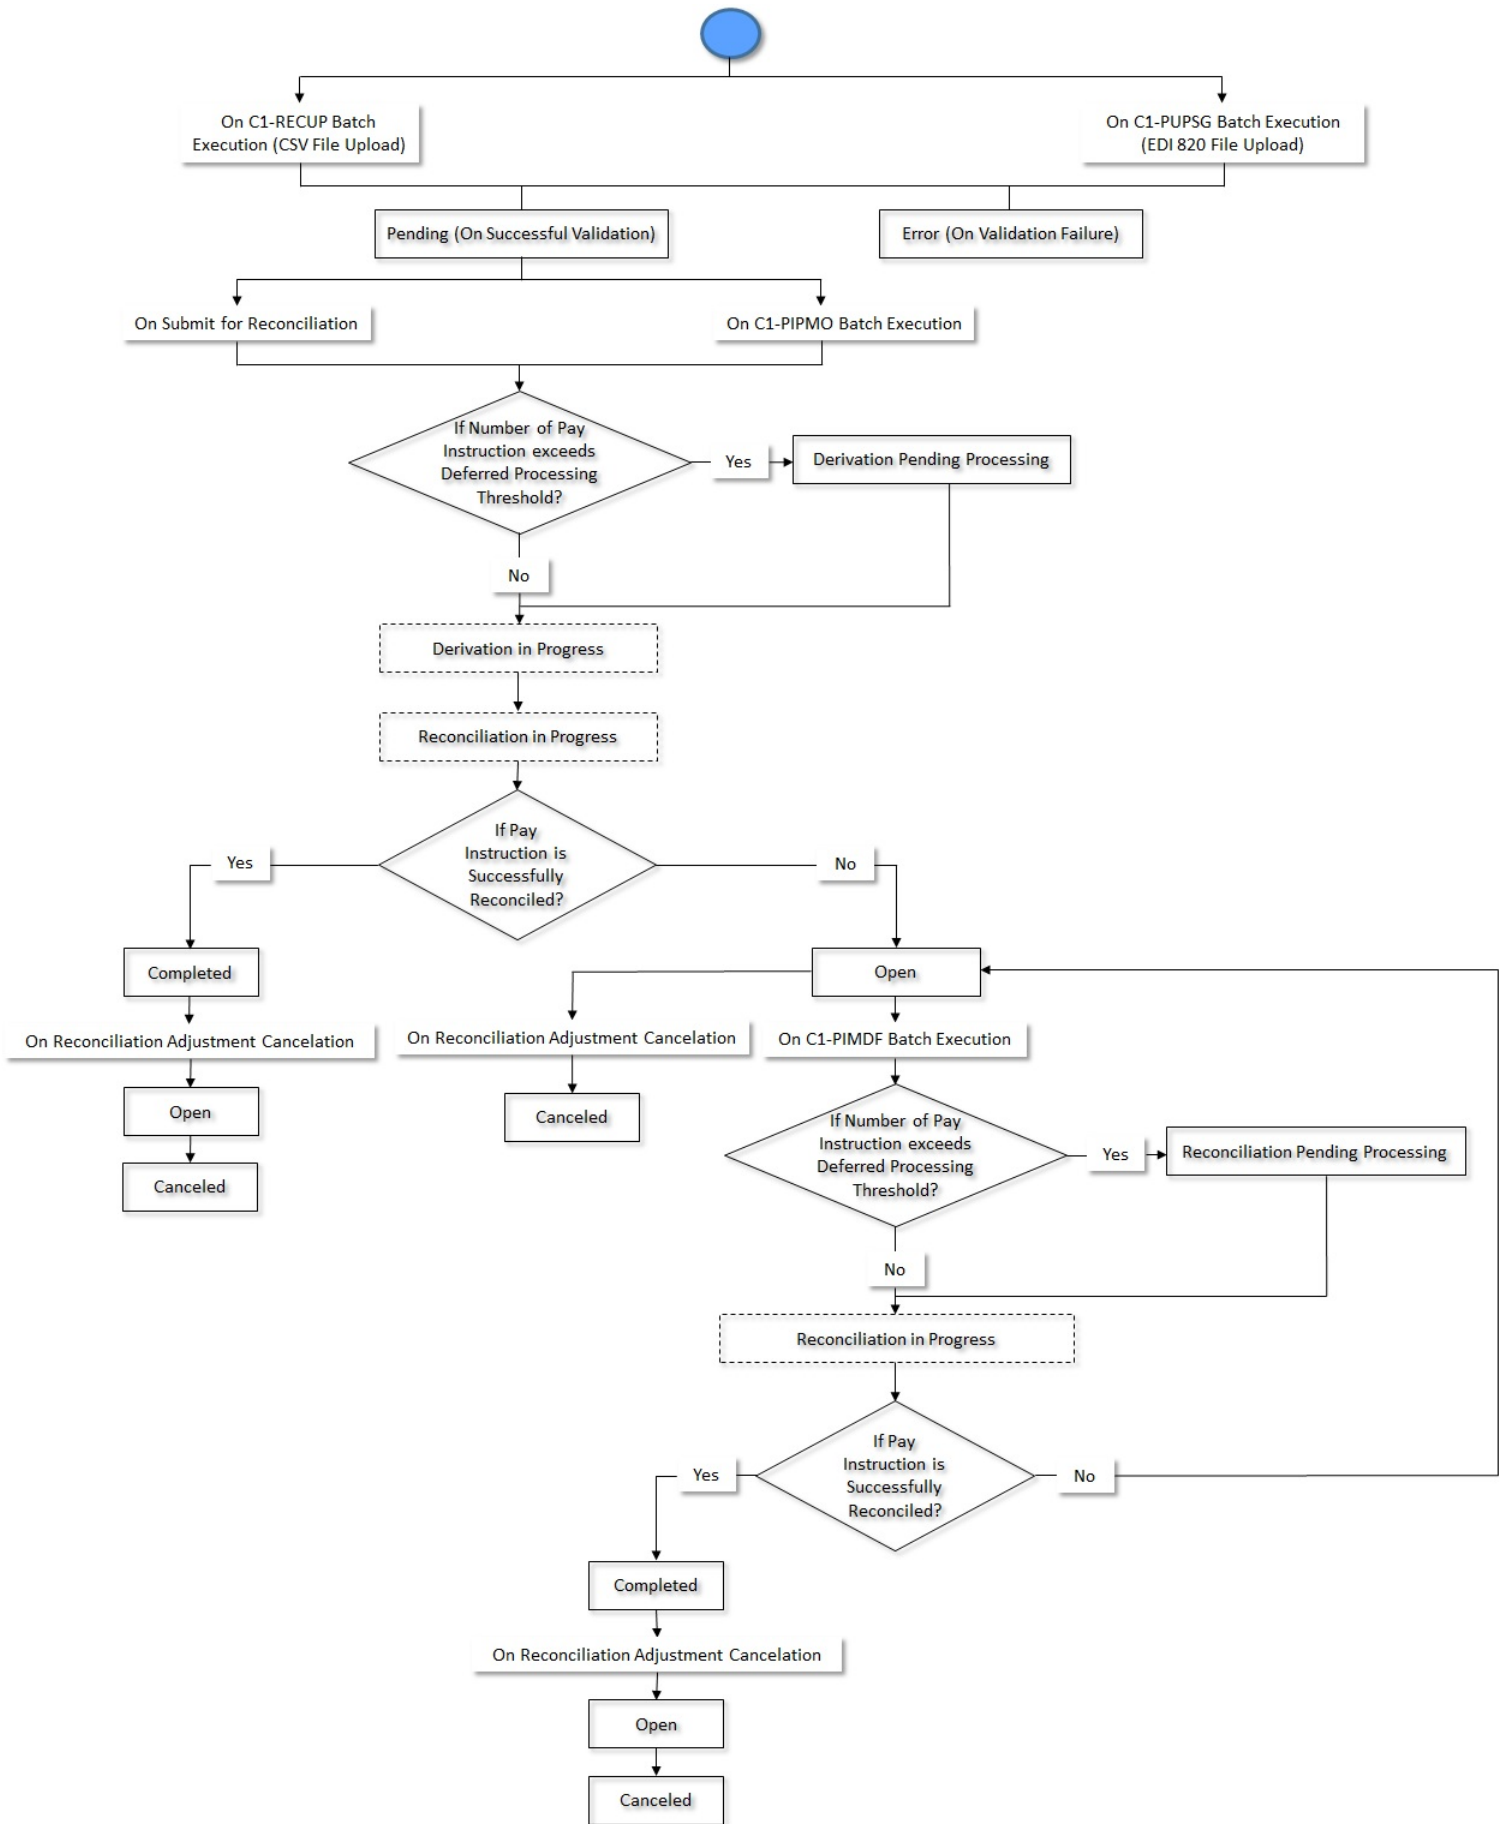 On C1-RECUP Batch
Execution (CSV File Upload)
On C1-PUPSG Batch Execution
(EDI 820 File Upload)
Pending (On Successful Validation)
Error (On Validation Failure)
On Submit for Reconciliation
On C1-PIPMO Batch Execution
If Number of Pay
Instruction exceeds
Deferred Processing
Threshold?
Yes
Derivation Pending Processing
No
Derivation in Progress
Reconciliation in Progress
If Pay
Instruction is
Successfully
Reconciled?
Yes
No
Completed
Open
On Reconciliation Adjustment Cancelation
On Reconciliation Adjustment Cancelation
On C1-PIMDF Batch Execution
Open
Canceled
Canceled
If Number of Pay
Instruction exceeds
Deferred Processing
Threshold?
Yes
Reconciliation Pending Processing
No
Reconciliation in Progress
If Pay
Instruction is
Successfully
Reconciled?
Yes
No
Completed
On Reconciliation Adjustment Cancelation
Open
Canceled